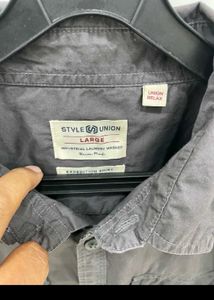 STYLE UNION
LARGE
INDUSTRIAL LAUNDRY WASHED
EXPEDITION SHIRT
UNION
RELAX